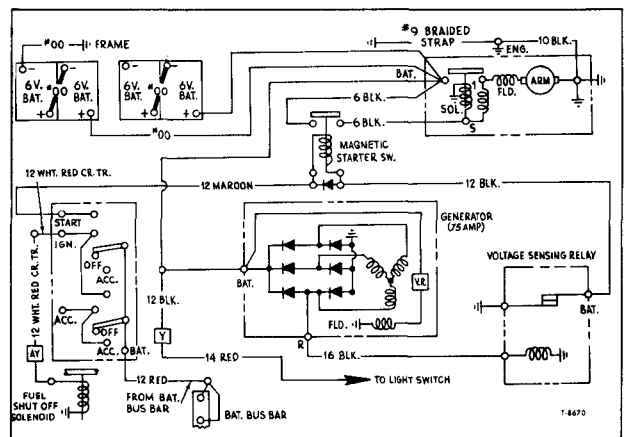 #00 FRAME
#9 BRAIDED STRAP
ENG.
10 BLK.
6V. BAT.
6V. BAT.
#00
6V. BAT.
6V. BAT.
#00
#00
BAT.
1
SOL.
FLD.
ARM
S
6 BLK.
6 BLK.
MAGNETIC STARTER SW.
12 WHT. RED CR. TR.
12 MAROON
12 BLK.
START
IGN.
OFF
ACC.
ACC.
OFF
ACC.
BAT.
12 WHT. RED CR. TR.
AY
FUEL SHUT OFF SOLENOID
12 BLK.
Y
GENERATOR (75 AMP)
BAT.
V.R.
FLD.
R
VOLTAGE SENSING RELAY
BAT.
14 RED
16 BLK.
TO LIGHT SWITCH
12 RED
FROM BAT. BUS BAR
BAT. BUS BAR
T-8670